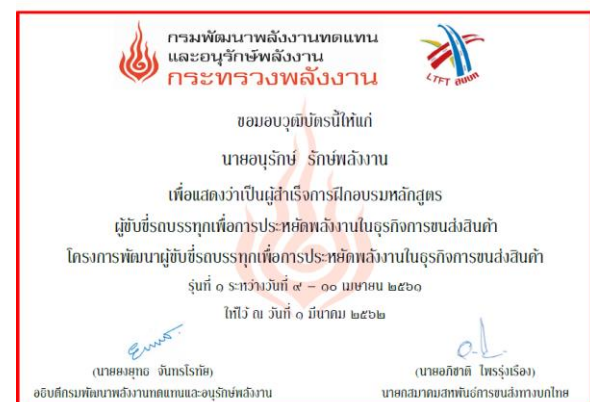 กรมพัฒนาพลังงานทดแทน
และอนุรักษ์พลังงาน
กระทรวงพลังงาน
LTFT อบบท
ขอมอบวุฒิบัตรนี้ให้แก่
นายอนุรักษ์ รักษ์พลังงาน
เพื่อแสดงว่าเป็นผู้สำเร็จการฝึกอบรมหลักสูตร
ผู้ขับขี่รถบรรทุกเพื่อการประหยัดพลังงานในธุรกิจการขนส่งสินค้า
โครงการพัฒนาผู้ขับขี่รถบรรทุกเพื่อการประหยัดพลังงานในธุรกิจการขนส่งสินค้า
รุ่นที่ ๑ ระหว่างวันที่ ๙ – ๑๐ เมษายน ๒๕๖๑
ให้ไว้ ณ วันที่ ๑ มีนาคม ๒๕๖๒
(นายยงยุทธ จันทรโรทัย)
(นายอภิชาติ ไพรรุ่งเรือง)
อธิบดีกรมพัฒนาพลังงานทดแทนและอนุรักษ์พลังงาน
นายกสมาคมสหพันธ์การขนส่งทางบกไทย